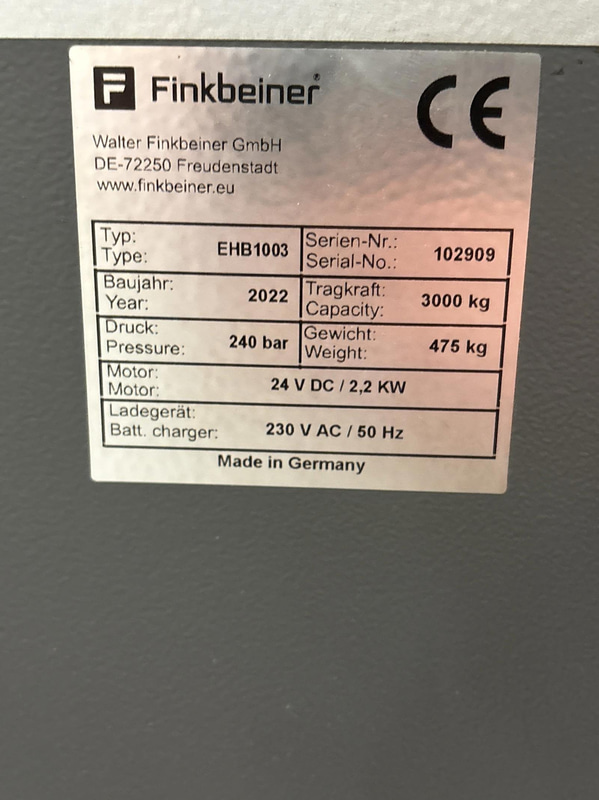 F Finkbeiner®
CE
Walter Finkbeiner GmbH
DE-72250 Freudenstadt
www.finkbeiner.eu
Typ:
Type: EHB1003
Serien-Nr.:
Serial-No.: 102909
Baujahr:
Year: 2022
Tragkraft:
Capacity: 3000 kg
Druck:
Pressure: 240 bar
Gewicht:
Weight: 475 kg
Motor:
Motor: 24 V DC / 2,2 KW
Ladegerät:
Batt. charger: 230 V AC / 50 Hz
Made in Germany